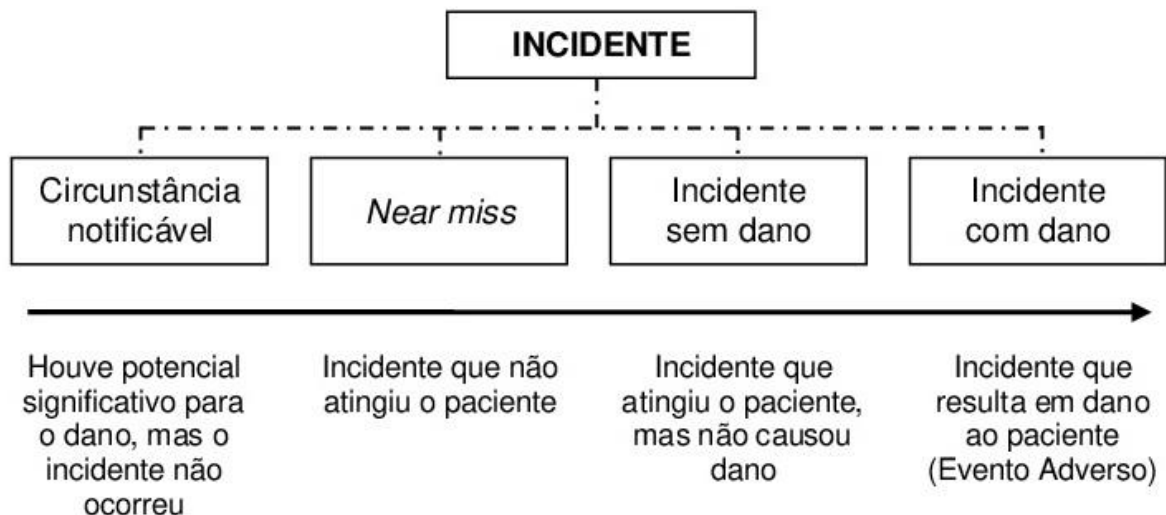 INCIDENTE
Circunstância
notificável
Near miss
Incidente
sem dano
Incidente
com dano
Houve potencial
significativo para
o dano, mas o
incidente não
ocorreu
Incidente que não
atingiu o paciente
Incidente que
atingiu o paciente,
mas não causou
dano
Incidente que
resulta em dano
ao paciente
(Evento Adverso)